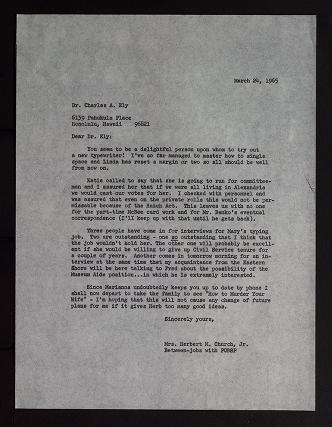 March 24, 1965
Dr. Charles A. Ely
6139 Pahukula Place
Honolulu, Hawaii 96821
Dear Dr. Ely:
You seem to be a delightful person upon whom to try out
a new typewriter! I've so far managed to master how to single
space and Linda has reset a margin or two so all should be well
from now on.
Katie called to say that she is going to run for committee-
man and I assured her that if we were all living in Alexandria
we would cast our votes for her. I checked with personnel and
was assured that even on the private rolls this would not be per-
missable because of the Hatch Act. This leaves us with no one
for the part-time McBee card work and for Mr. Banko's eventual
correspondence (I'll keep up with that until he gets back).
Three people have come in for interviews for Mary's typing
job. Two are outstanding - one so outstanding that I think that
the job wouldn't hold her. The other one will probably be excell-
ent if she would be willing to give up Civil Service tenure for
a couple of years. Another comes in tomorrow morning for an in-
terview at the same time that my acquaintance from the Eastern
Shore will be here talking to Fred about the possibility of the
Museum Aide position...in which he is extremely interested.
Since Marianna undoubtedly keeps you up to date by phone I
shall now depart to take the family to see "How to Murder Your
Wife" - I'm hoping that this will not cause any change of future
plans for me if it gives Herb too many good ideas.
Sincerely yours,
Mrs. Herbert M. Church, Jr.
Between-jobs with POBSP